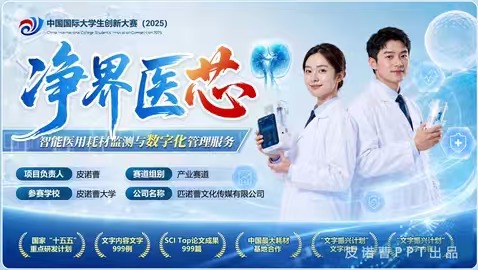 中国国际大学生创新大赛（2025）
净界医芯
智能医用耗材监测与数字化管理服务
项目负责人 皮诺曹 赛道组别 产业赛道
参赛学校 皮诺曹大学 公司名称 匹诺曹文化传媒有限公司
国家“十五五”
重点研发计划
文字内容文字
999例
SCI Top论文成果
999篇
中国最大耗材
基地合作
“文字振兴计划”
“文字振兴计划”
皮诺曹PPT出品